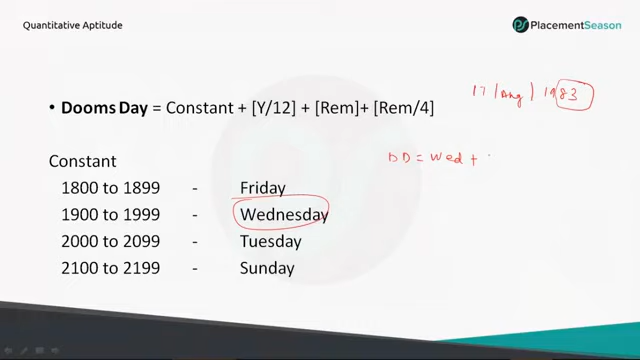 Quantitative Aptitude
PlacementSeason
17 / Aug / 1983
• Dooms Day = Constant + [Y/12] + [Rem]+ [Rem/4]
DD = Wed +
Constant
1800 to 1899 - Friday
1900 to 1999 - Wednesday
2000 to 2099 - Tuesday
2100 to 2199 - Sunday